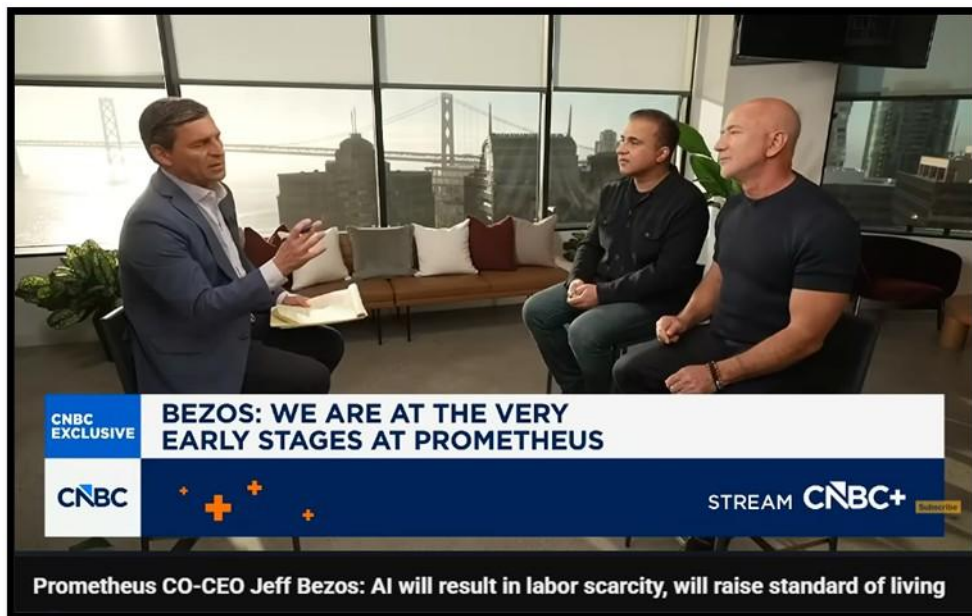 CNBC
EXCLUSIVE
BEZOS: WE ARE AT THE VERY
EARLY STAGES AT PROMETHEUS
CNBC
STREAM CNBC+
Subscribe
Prometheus CO-CEO Jeff Bezos: AI will result in labor scarcity, will raise standard of living